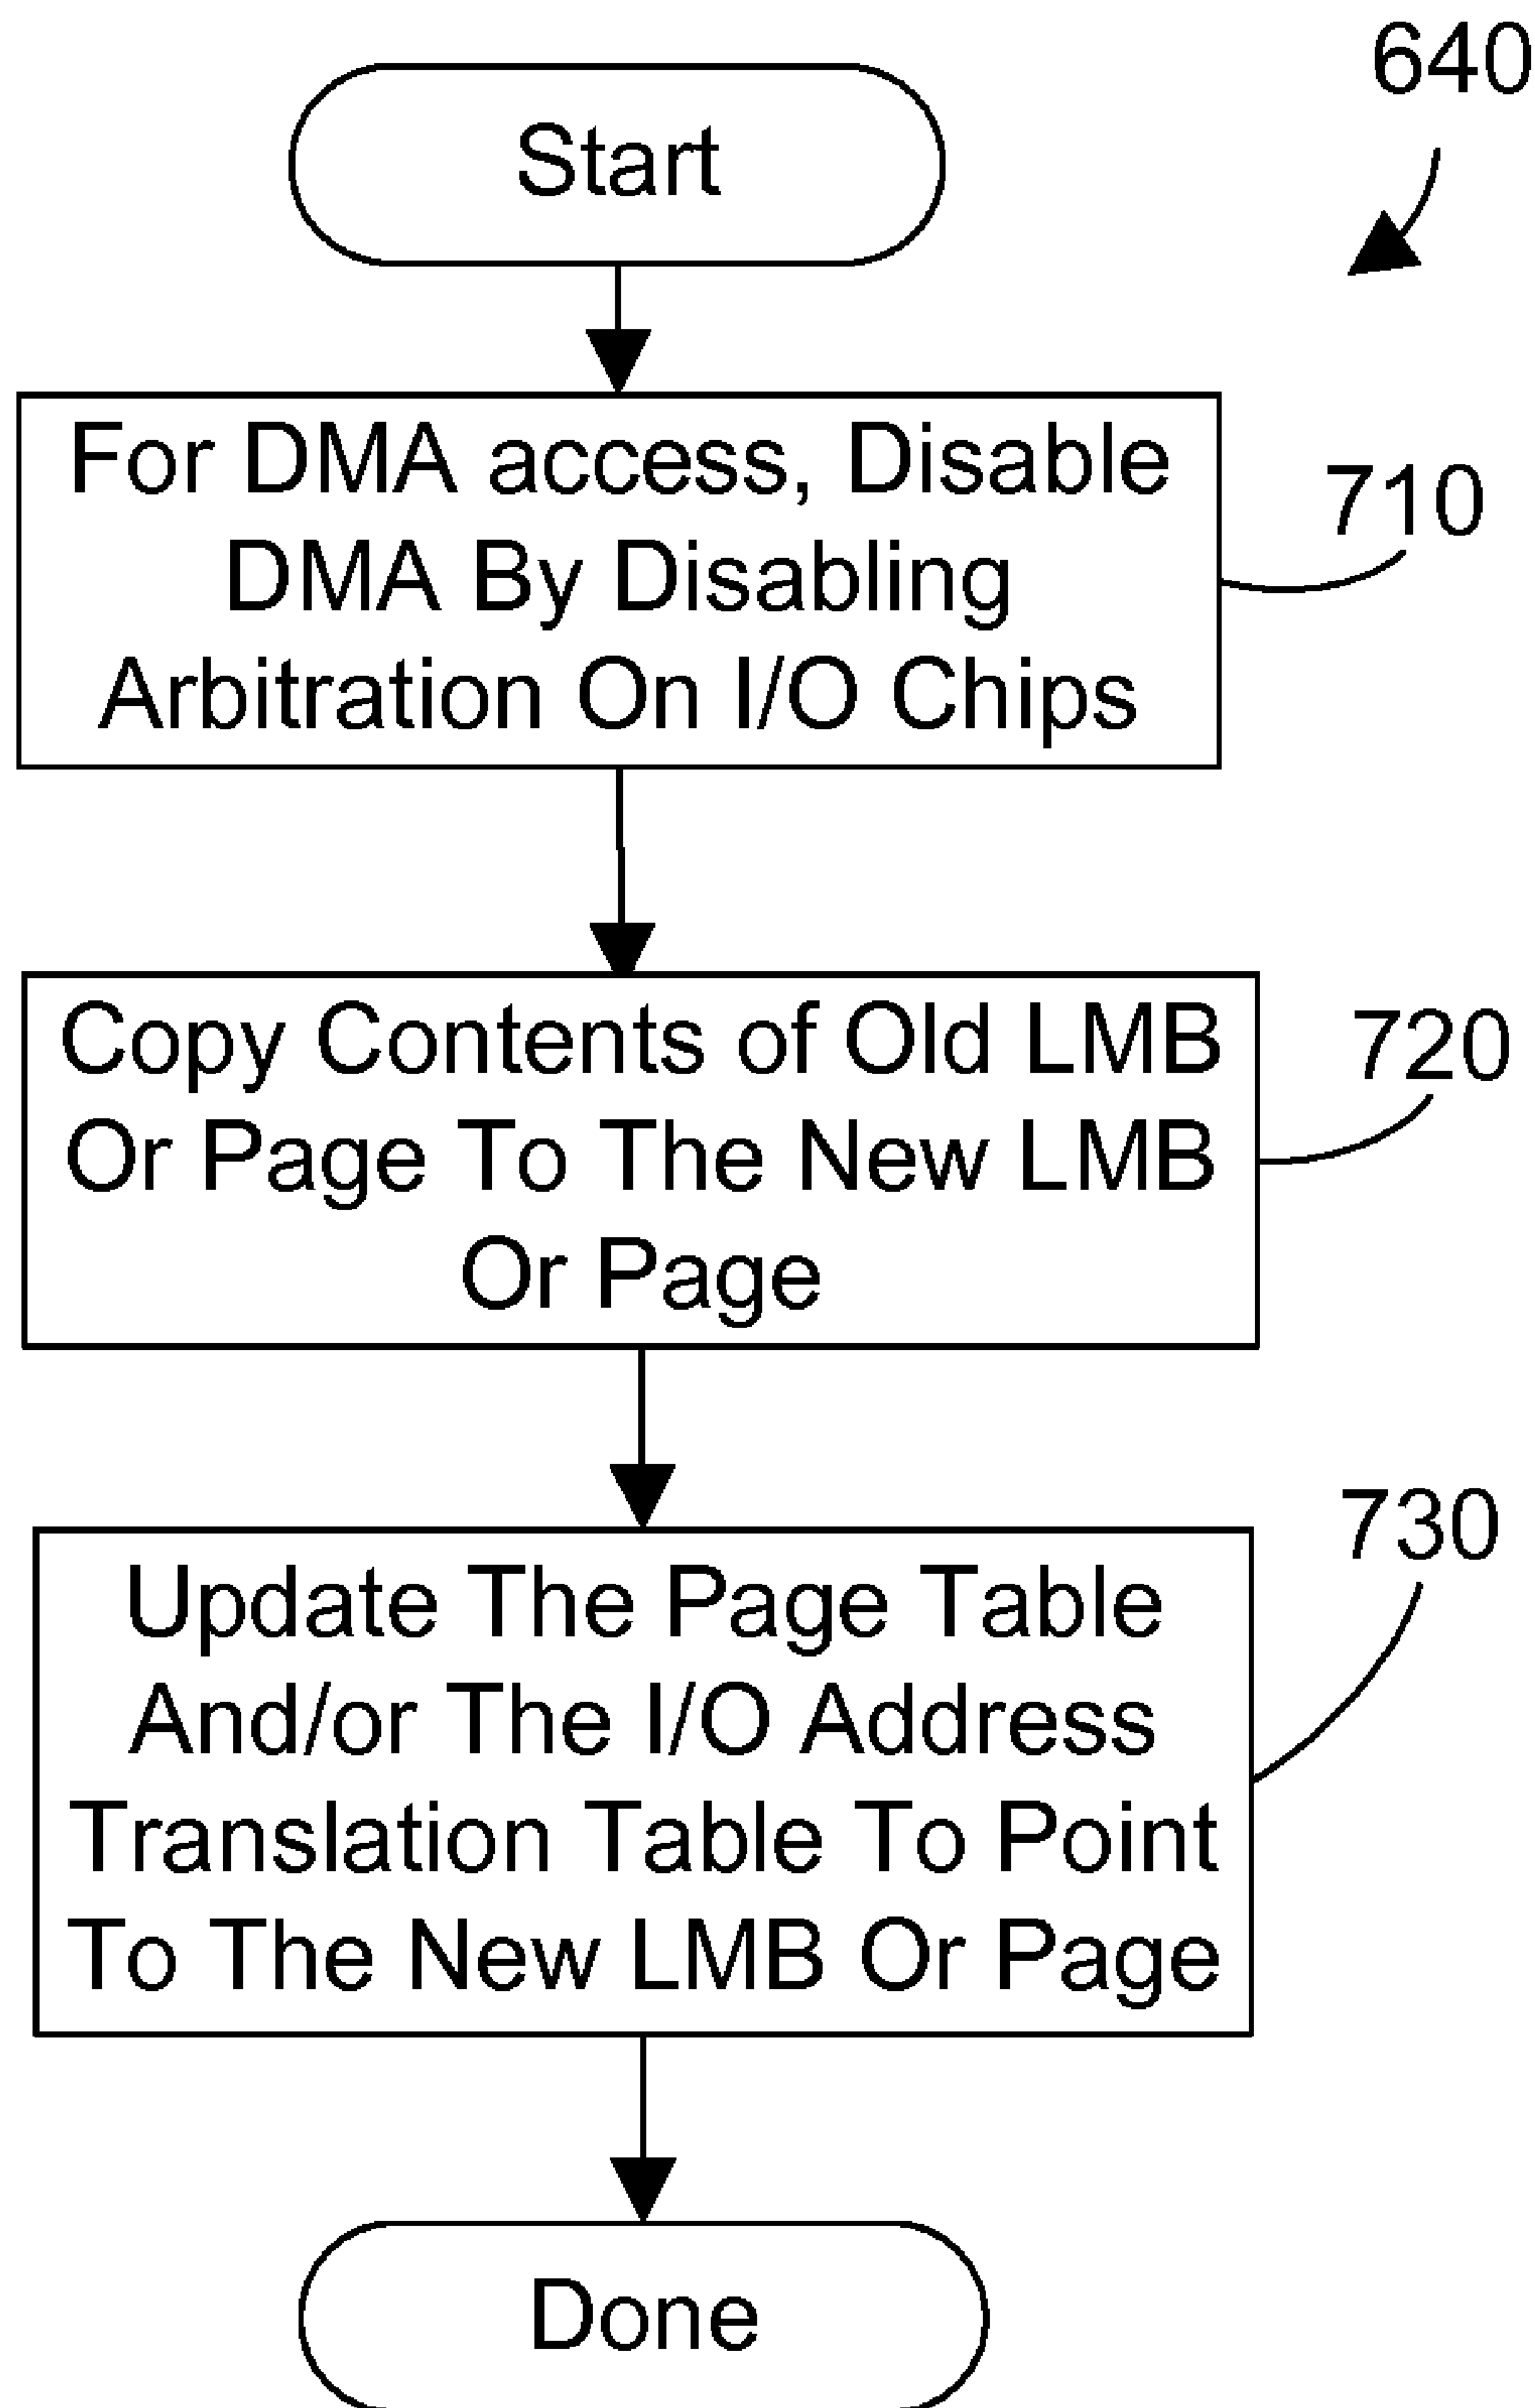 640
Start
For DMA access, Disable
DMA By Disabling
Arbitration On I/O Chips
710
Copy Contents of Old LMB
Or Page To The New LMB
Or Page
720
Update The Page Table
And/or The I/O Address
Translation Table To Point
To The New LMB Or Page
730
Done